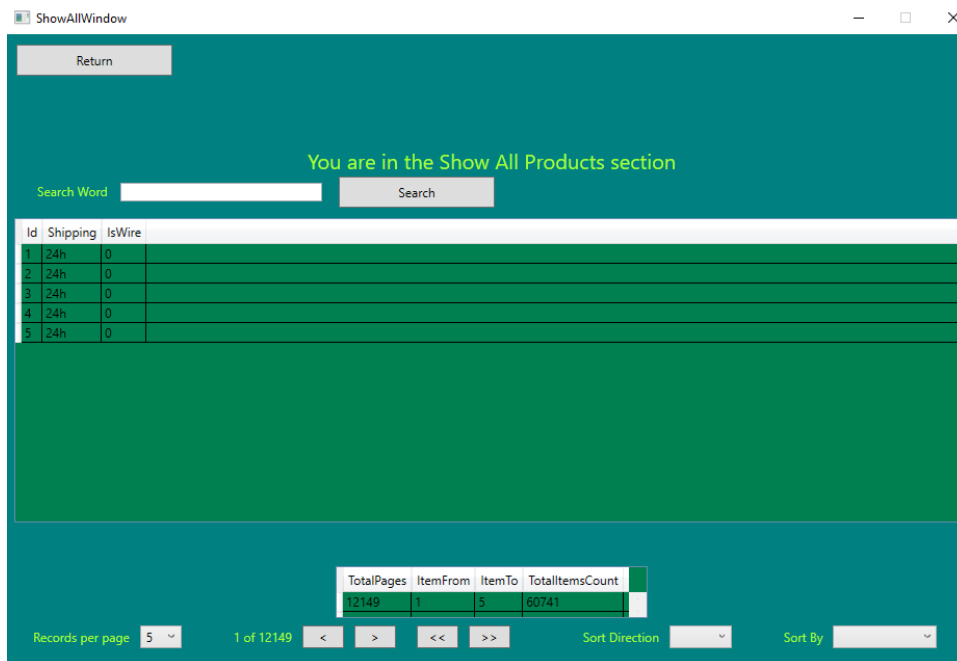 ShowAllWindow
Return
You are in the Show All Products section
Search Word Search
Id Shipping IsWire
1 24h 0
2 24h 0
3 24h 0
4 24h 0
5 24h 0
TotalPages ItemFrom ItemTo TotalItemsCount
12149 1 5 60741
Records per page 5 1 of 12149 < > << >> Sort Direction Sort By